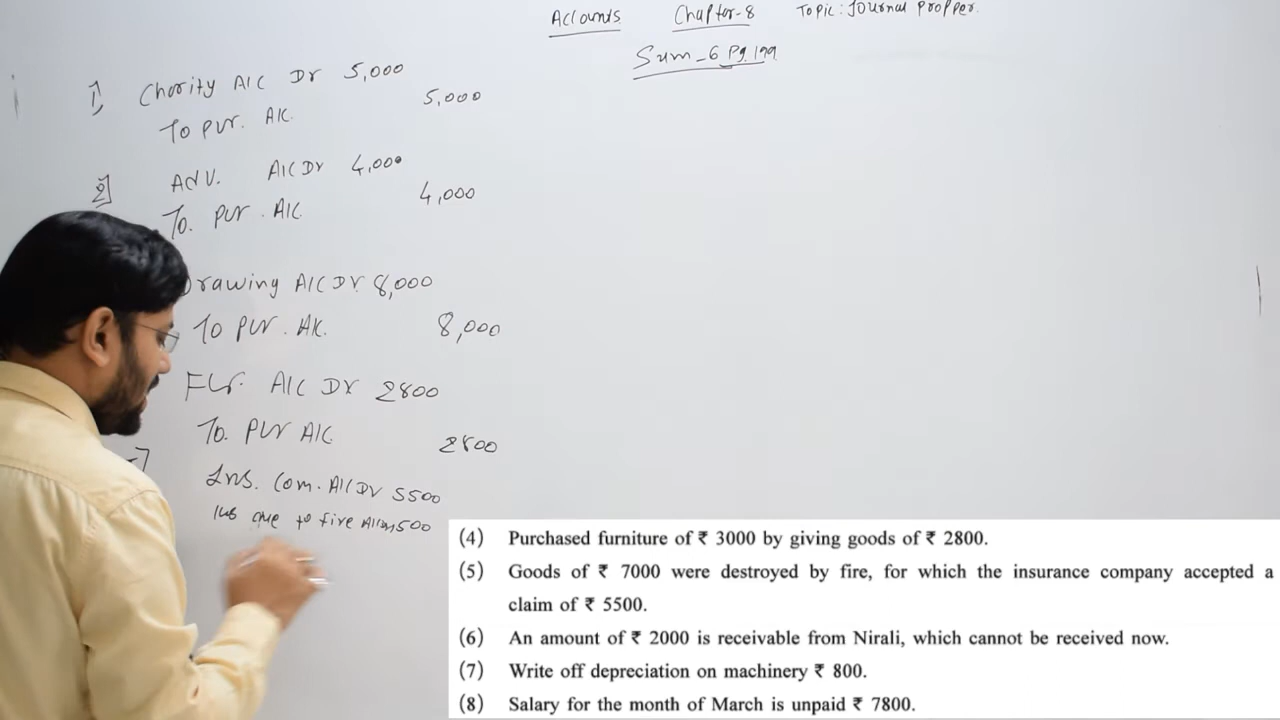 Accounts Chapter-8 Topic: Journal Propper.
Sum-6 Pg.179
1] Chority A/C Dr 5,000
To pur. A/C. 5,000
2] Adv. A/C Dr 4,000
To. pur. A/C 4,000
Drawing A/C Dr. 8,000
To pur. A/C. 8,000
Fur. A/C Dr 2800
To. pur A/C 2800
Ins. Com. A/C Dr 5500
due to fire A/C Dr 1500
(4) Purchased furniture of ₹ 3000 by giving goods of ₹ 2800.
(5) Goods of ₹ 7000 were destroyed by fire, for which the insurance company accepted a
claim of ₹ 5500.
(6) An amount of ₹ 2000 is receivable from Nirali, which cannot be received now.
(7) Write off depreciation on machinery ₹ 800.
(8) Salary for the month of March is unpaid ₹ 7800.